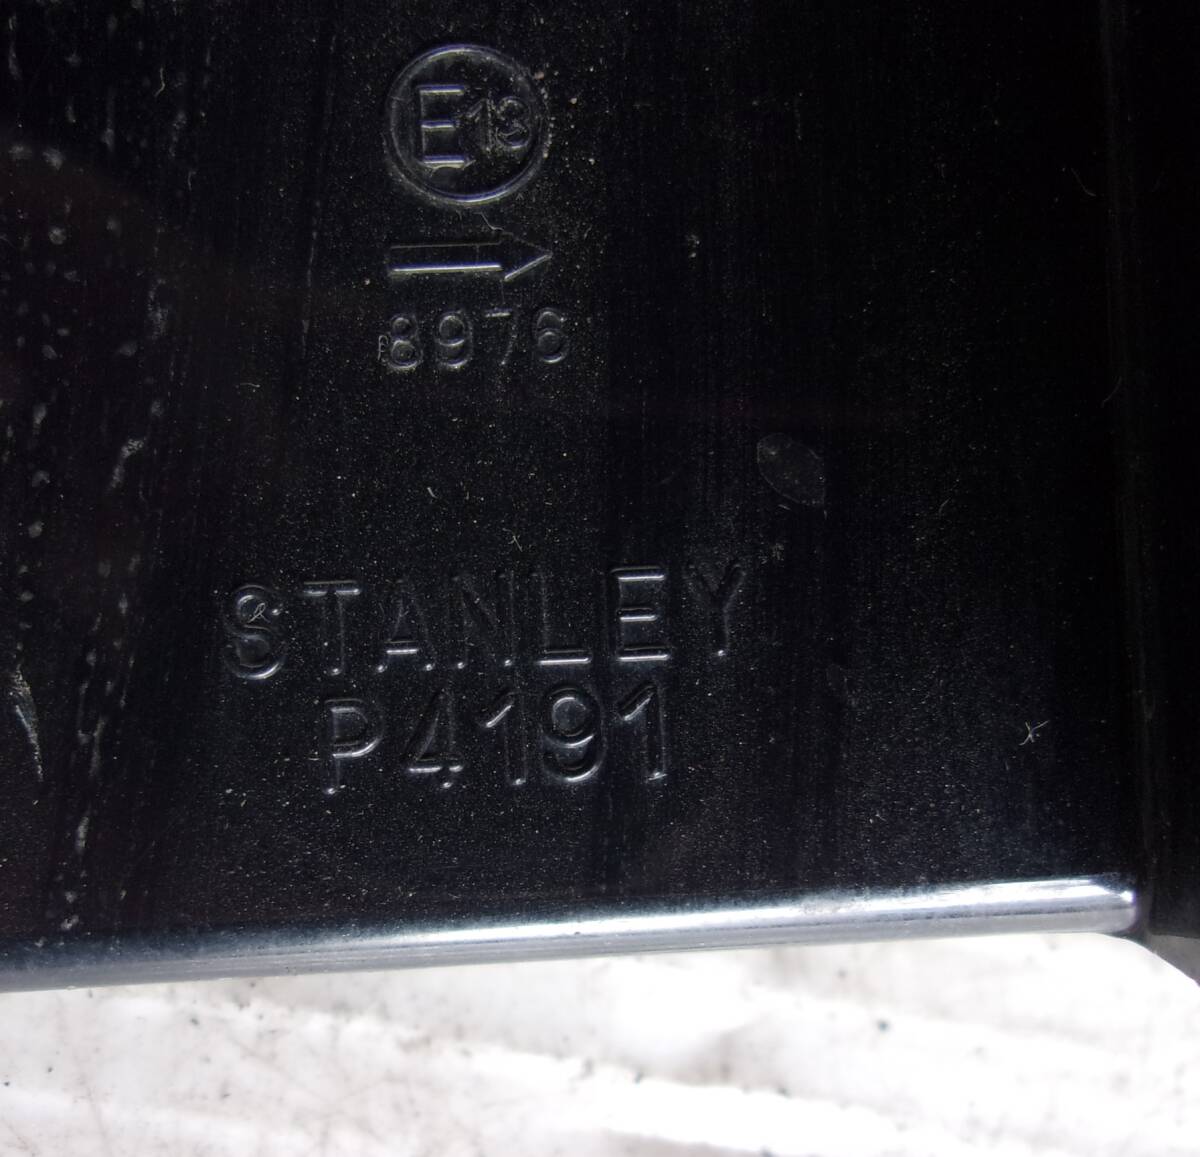 E13
→
8976
STANLEY
P4191